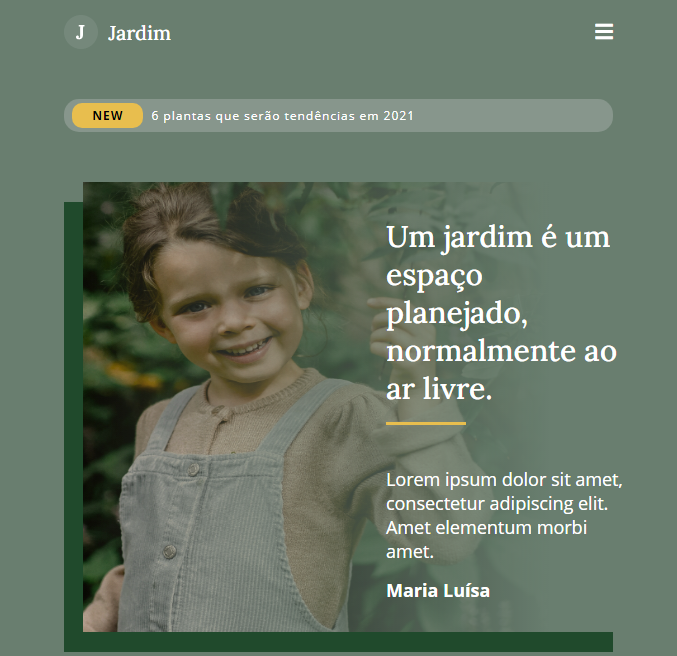 J Jardim
NEW 6 plantas que serão tendências em 2021
Um jardim é um
espaço
planejado,
normalmente ao
ar livre.
Lorem ipsum dolor sit amet,
consectetur adipiscing elit.
Amet elementum morbi
amet.
Maria Luísa